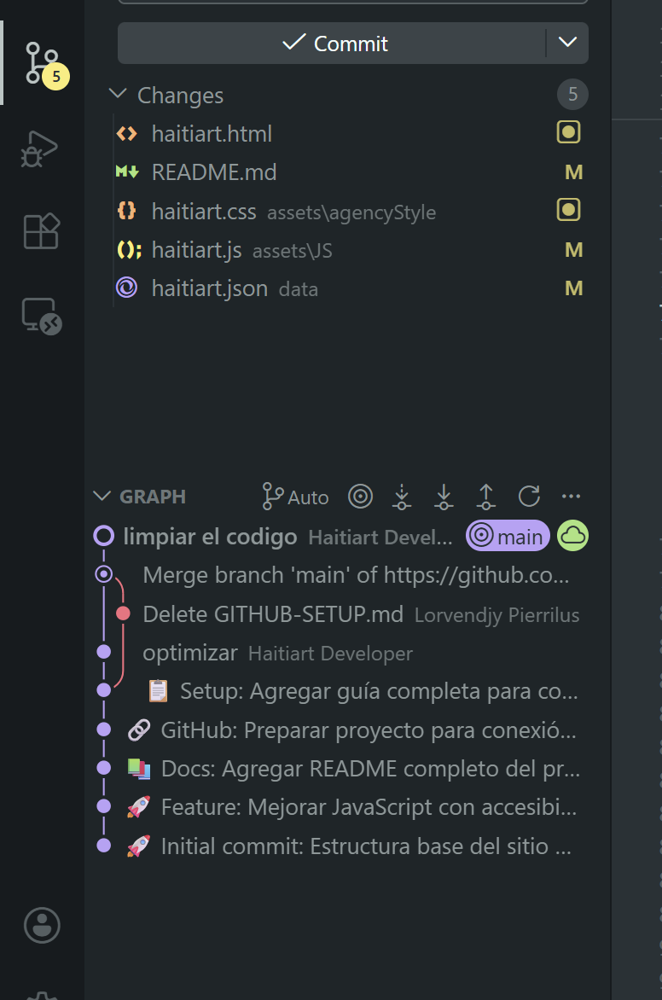 Commit
5
Changes 5
haitiart.html
README.md M
haitiart.css assets\agencyStyle
haitiart.js assets\JS M
haitiart.json data M
GRAPH Auto
limpiar el codigo Haitiart Devel... main
Merge branch 'main' of https://github.co...
Delete GITHUB-SETUP.md Lorvendjy Pierrilus
optimizar Haitiart Developer
📋 Setup: Agregar guía completa para co...
🔗 GitHub: Preparar proyecto para conexió...
📚 Docs: Agregar README completo del pr...
🚀 Feature: Mejorar JavaScript con accesibi...
🚀 Initial commit: Estructura base del sitio ...